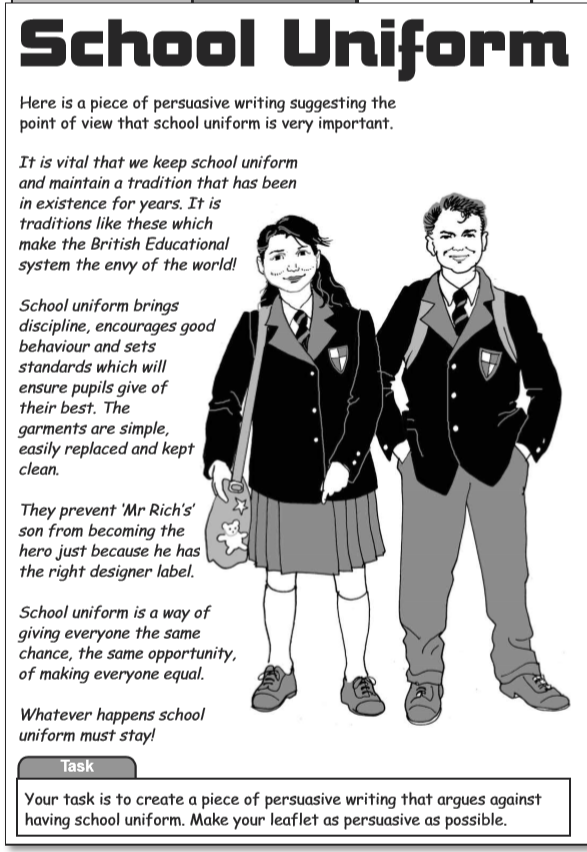 School Uniform
Here is a piece of persuasive writing suggesting the
point of view that school uniform is very important.
It is vital that we keep school uniform
and maintain a tradition that has been
in existence for years. It is
traditions like these which
make the British Educational
system the envy of the world!
School uniform brings
discipline, encourages good
behaviour and sets
standards which will
ensure pupils give of
their best. The
garments are simple,
easily replaced and kept
clean.
They prevent ‘Mr Rich’s’
son from becoming the
hero just because he has
the right designer label.
School uniform is a way of
giving everyone the same
chance, the same opportunity,
of making everyone equal.
Whatever happens school
uniform must stay!
Task
Your task is to create a piece of persuasive writing that argues against
having school uniform. Make your leaflet as persuasive as possible.